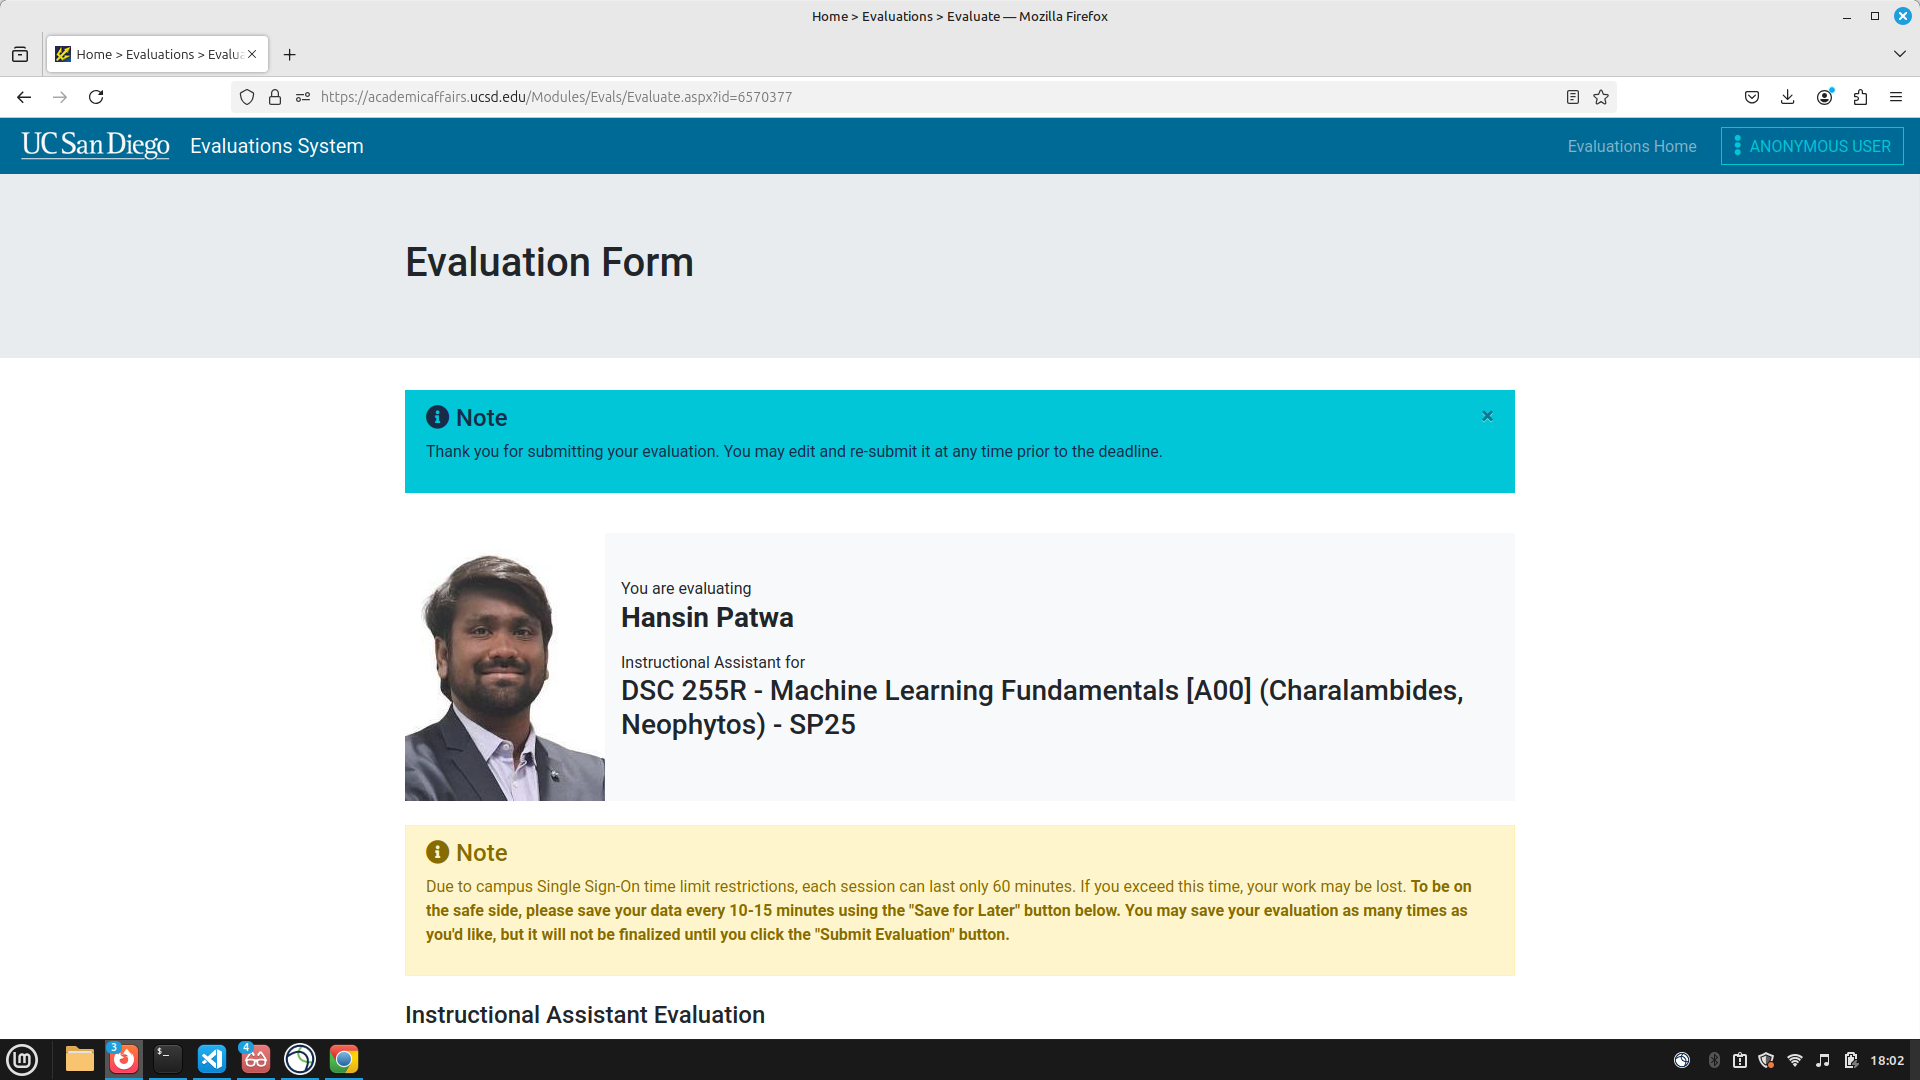 Home > Evaluations > Evaluate — Mozilla Firefox
Home > Evaluations > Evalu
https://academicaffairs.ucsd.edu/Modules/Evals/Evaluate.aspx?id=6570377
UC San Diego Evaluations System Evaluations Home ANONYMOUS USER
Evaluation Form
Note
Thank you for submitting your evaluation. You may edit and re-submit it at any time prior to the deadline.
You are evaluating
Hansin Patwa
Instructional Assistant for
DSC 255R - Machine Learning Fundamentals [A00] (Charalambides,
Neophytos) - SP25
Note
Due to campus Single Sign-On time limit restrictions, each session can last only 60 minutes. If you exceed this time, your work may be lost. To be on
the safe side, please save your data every 10-15 minutes using the "Save for Later" button below. You may save your evaluation as many times as
you'd like, but it will not be finalized until you click the "Submit Evaluation" button.
Instructional Assistant Evaluation
3 4 18:02